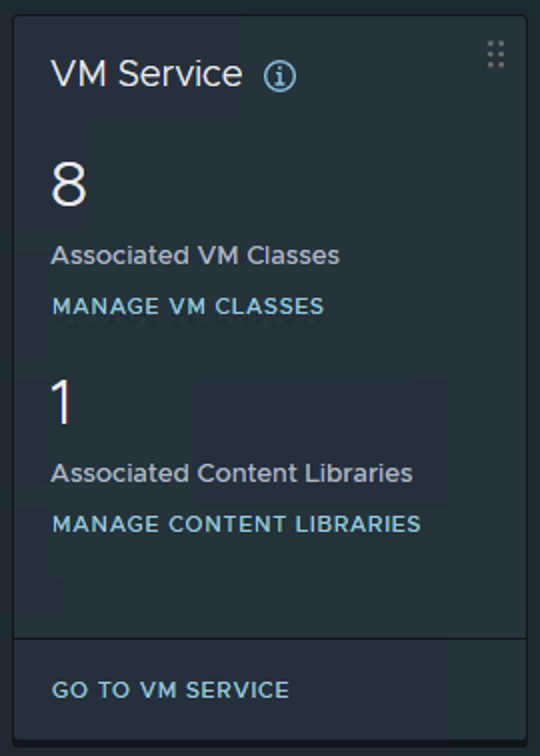 VM Service
8
Associated VM Classes
MANAGE VM CLASSES
1
Associated Content Libraries
MANAGE CONTENT LIBRARIES
GO TO VM SERVICE